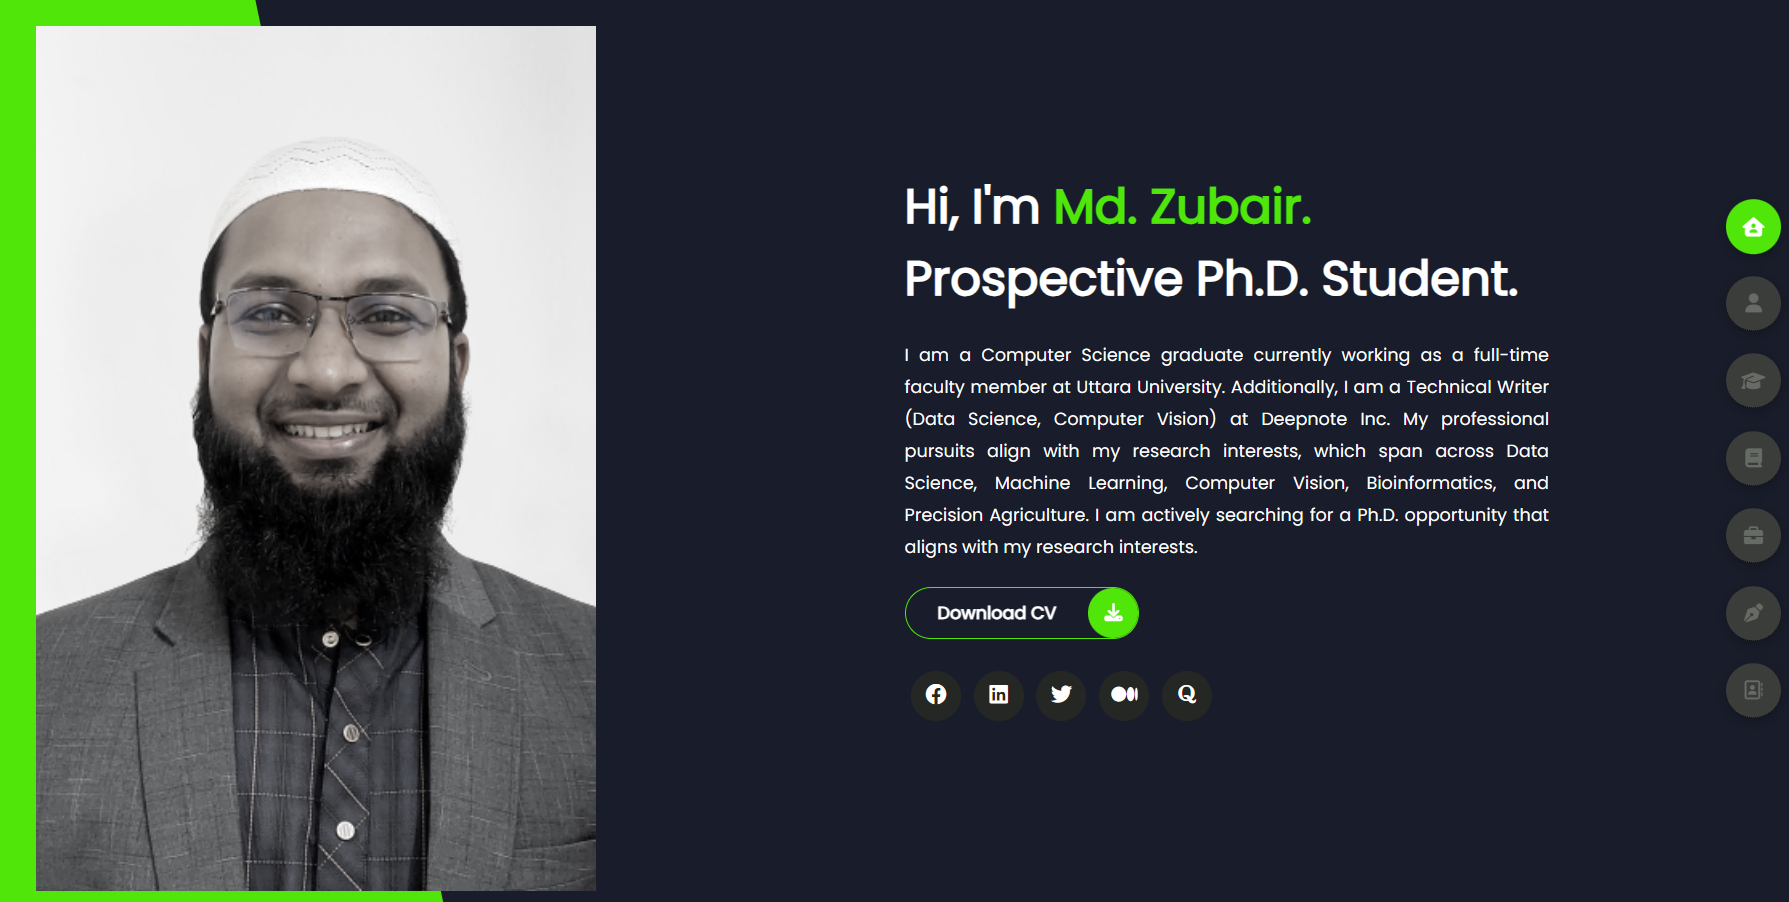 Hi, I'm Md. Zubair.
Prospective Ph.D. Student.
I am a Computer Science graduate currently working as a full-time
faculty member at Uttara University. Additionally, I am a Technical Writer
(Data Science, Computer Vision) at Deepnote Inc. My professional
pursuits align with my research interests, which span across Data
Science, Machine Learning, Computer Vision, Bioinformatics, and
Precision Agriculture. I am actively searching for a Ph.D. opportunity that
aligns with my research interests.
Download CV